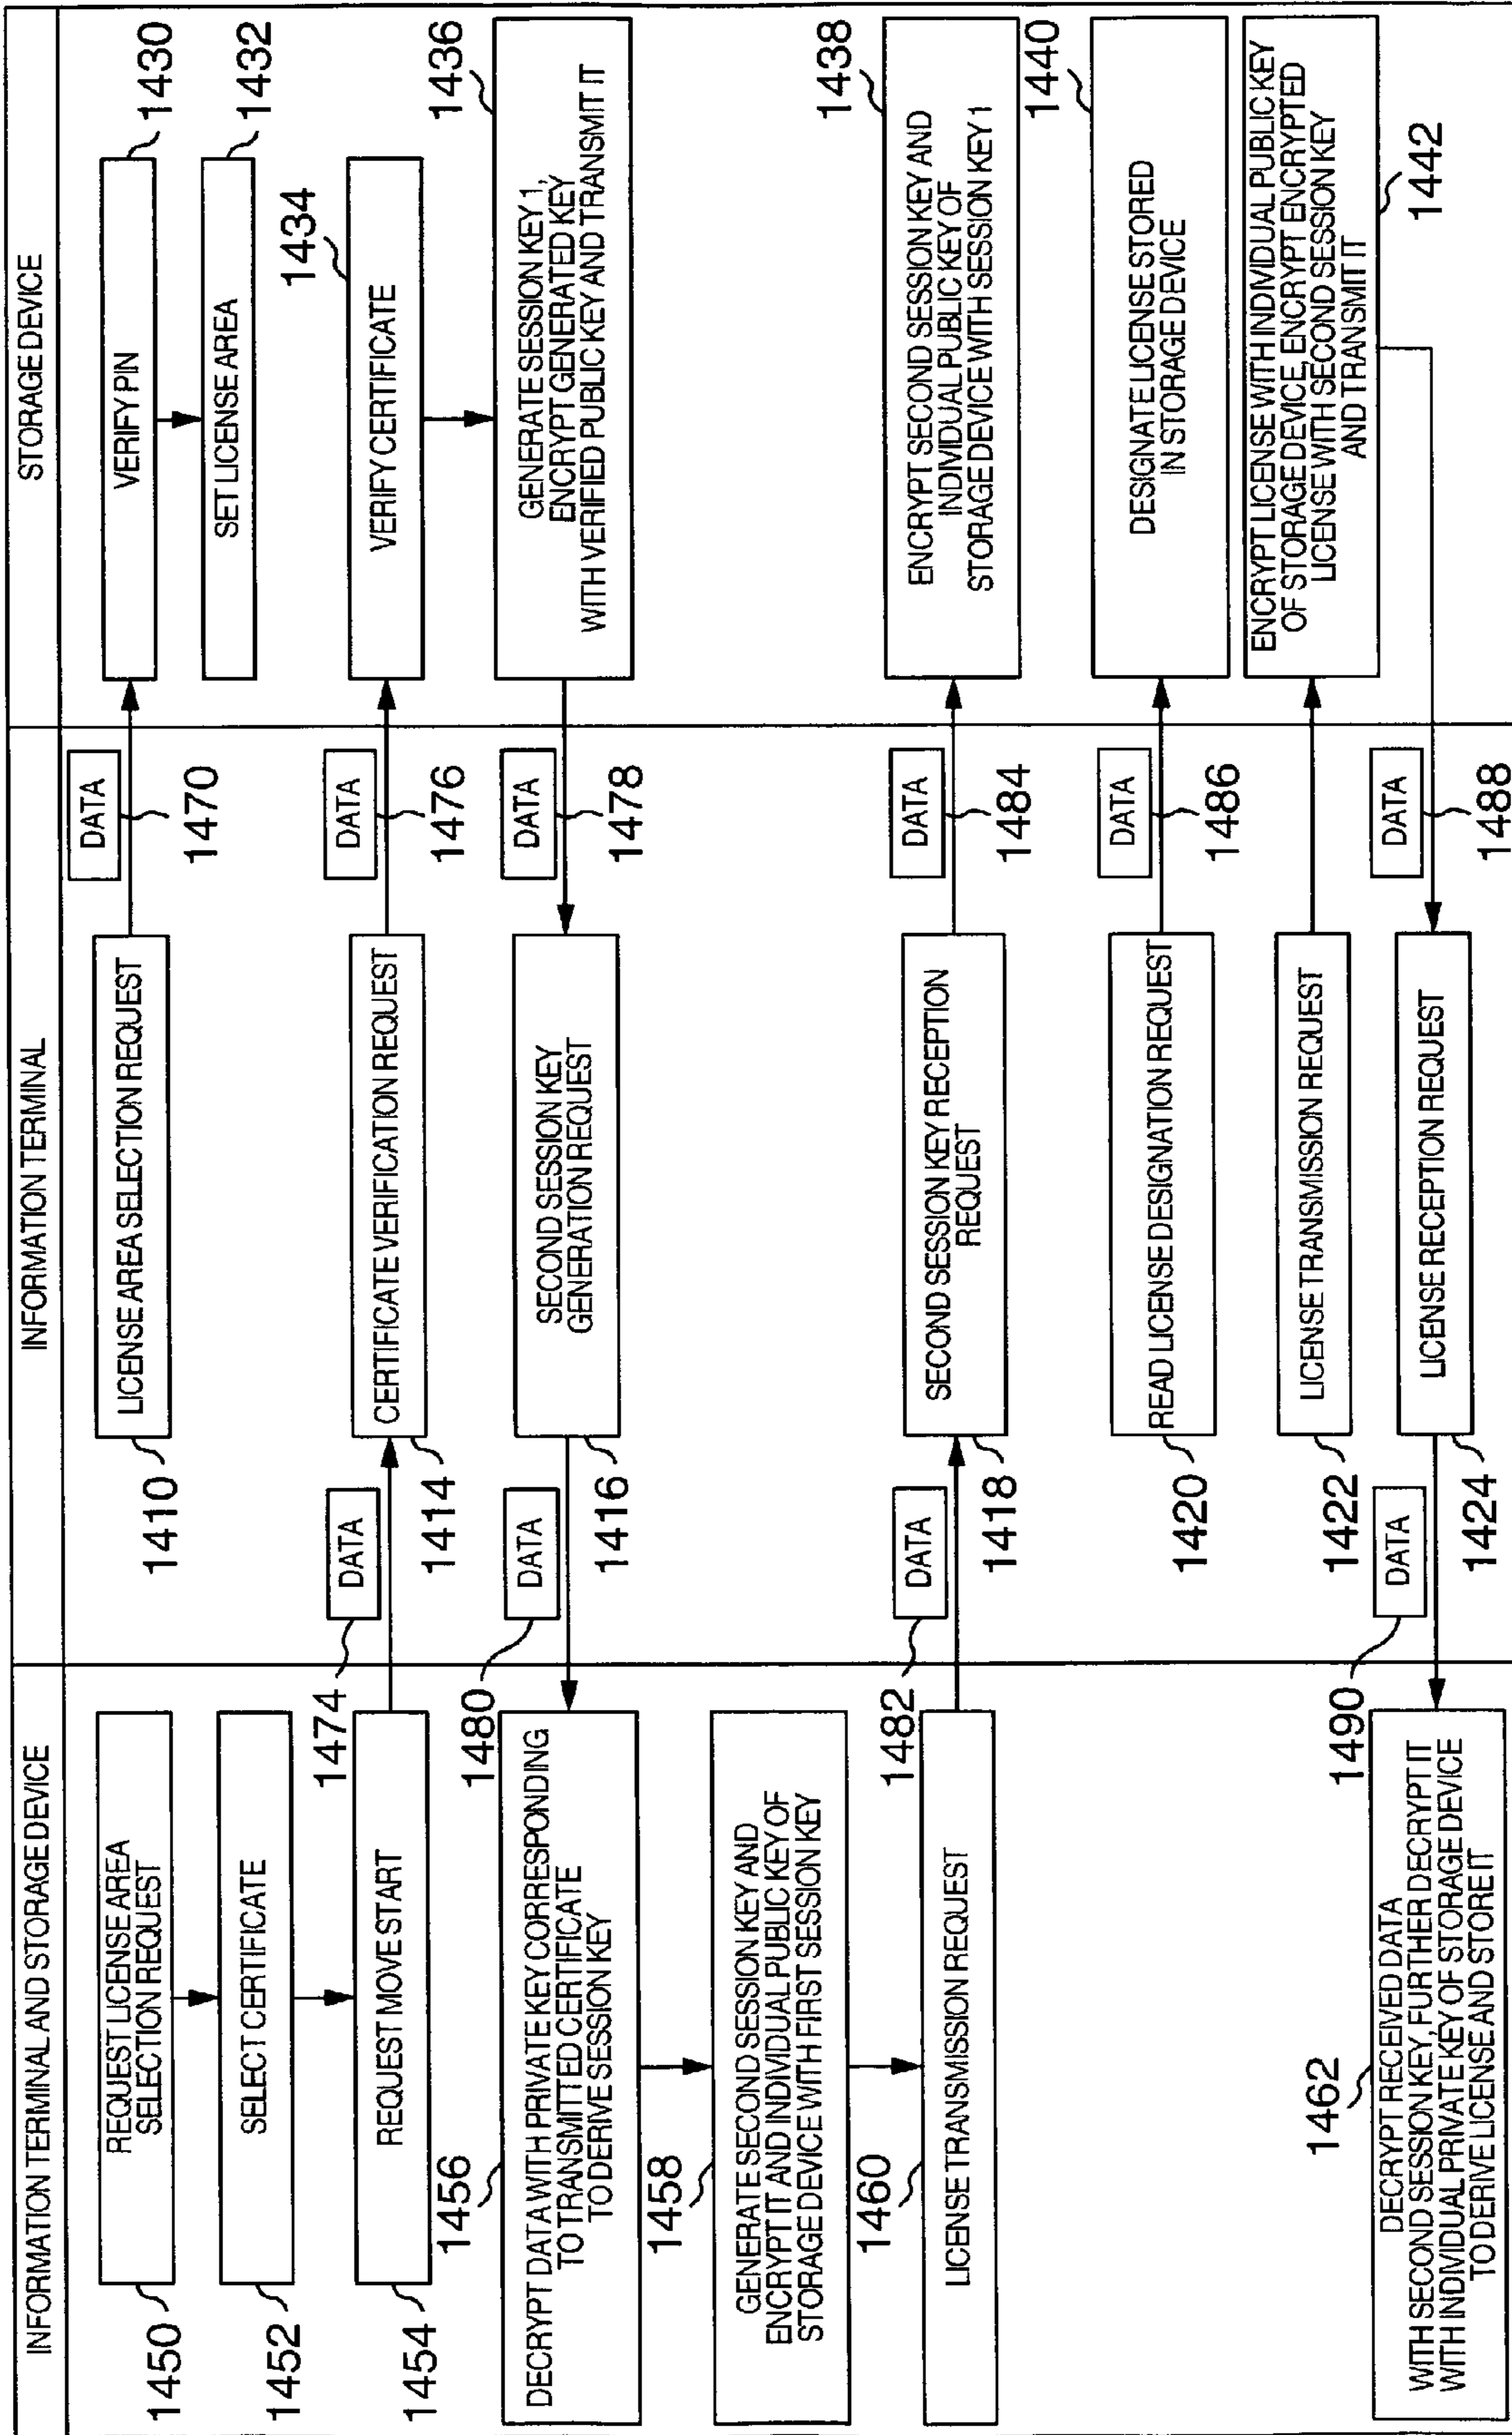 INFORMATION TERMINAL AND STORAGE DEVICE
REQUEST LICENSE AREA
SELECTION REQUEST
1450
SELECT CERTIFICATE
1452
REQUEST MOVE START
1454
1474
DATA
1456
DECRYPT DATA WITH PRIVATE KEY CORRESPONDING
TO TRANSMITTED CERTIFICATE
TO DERIVE SESSION KEY
1480
DATA
1458
GENERATE SECOND SESSION KEY AND
ENCRYPT IT AND INDIVIDUAL PUBLIC KEY OF
STORAGE DEVICE WITH FIRST SESSION KEY
1460
LICENSE TRANSMISSION REQUEST
1482
DATA
1462
DECRYPT RECEIVED DATA
WITH SECOND SESSION KEY, FURTHER DECRYPT IT
WITH INDIVIDUAL PRIVATE KEY OF STORAGE DEVICE
TO DERIVE LICENSE AND STORE IT
1490
DATA
INFORMATION TERMINAL
LICENSE AREA SELECTION REQUEST
1410
DATA
1470
CERTIFICATE VERIFICATION REQUEST
1414
DATA
1476
SECOND SESSION KEY
GENERATION REQUEST
1416
DATA
1478
SECOND SESSION KEY RECEPTION
REQUEST
1418
DATA
1484
READ LICENSE DESIGNATION REQUEST
1420
DATA
1486
LICENSE TRANSMISSION REQUEST
1422
LICENSE RECEPTION REQUEST
1424
DATA
1488
STORAGE DEVICE
VERIFY PIN
1430
SET LICENSE AREA
1432
1434
VERIFY CERTIFICATE
1436
GENERATE SESSION KEY 1,
ENCRYPT GENERATED KEY
WITH VERIFIED PUBLIC KEY AND TRANSMIT IT
1438
ENCRYPT SECOND SESSION KEY AND
INDIVIDUAL PUBLIC KEY OF
STORAGE DEVICE WITH SESSION KEY 1
1440
DESIGNATE LICENSE STORED
IN STORAGE DEVICE
ENCRYPT LICENSE WITH INDIVIDUAL PUBLIC KEY
OF STORAGE DEVICE, ENCRYPT ENCRYPTED
LICENSE WITH SECOND SESSION KEY
AND TRANSMIT IT
1442